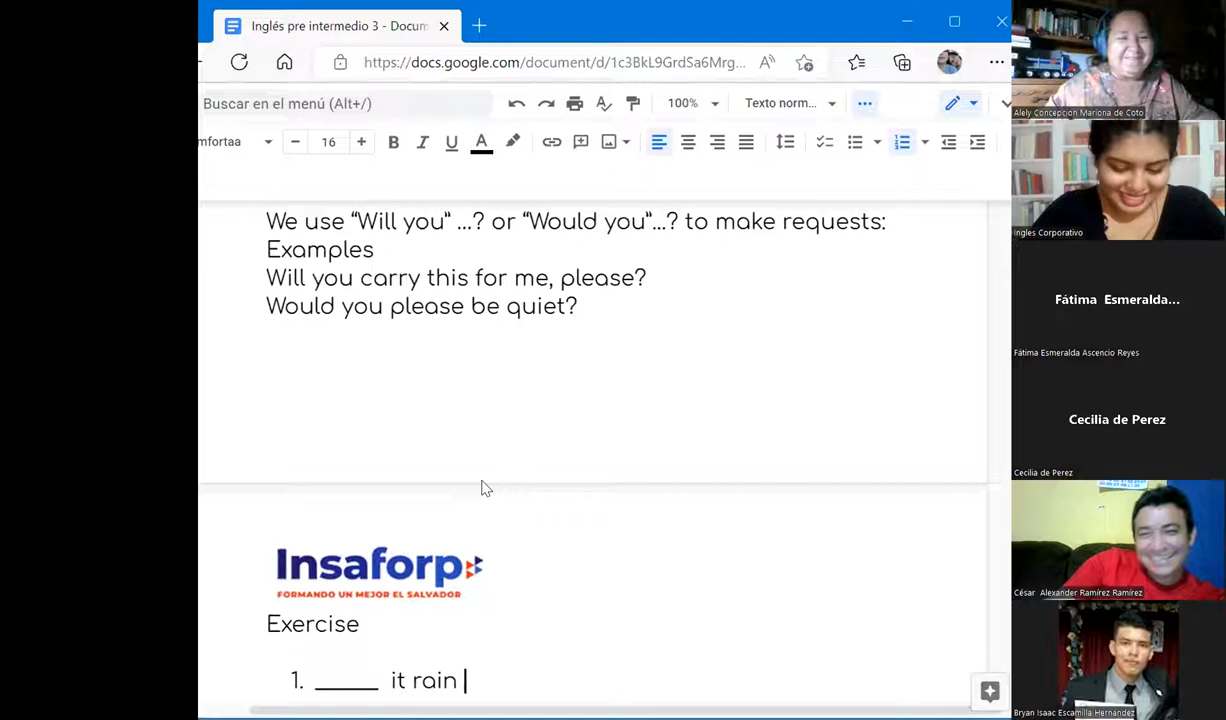 Inglés pre intermedio 3 - Docum
https://docs.google.com/document/d/1c3BkL9GrdSa6Mrg...
Buscar en el menú (Alt+/)
100%
Texto norm...
mfortaa
16
B I U A
We use “Will you” ...? or “Would you”...? to make requests:
Examples
Will you carry this for me, please?
Would you please be quiet?
Insaforp
FORMANDO UN MEJOR EL SALVADOR
Exercise
1. ______ it rain
Alely Concepcion Mariona de Coto
Ingles Corporativo
Fátima Esmeralda...
Fátima Esmeralda Ascencio Reyes
Cecilia de Perez
Cecilia de Perez
César Alexander Ramírez Ramírez
Bryan Isaac Escamilla Hernández